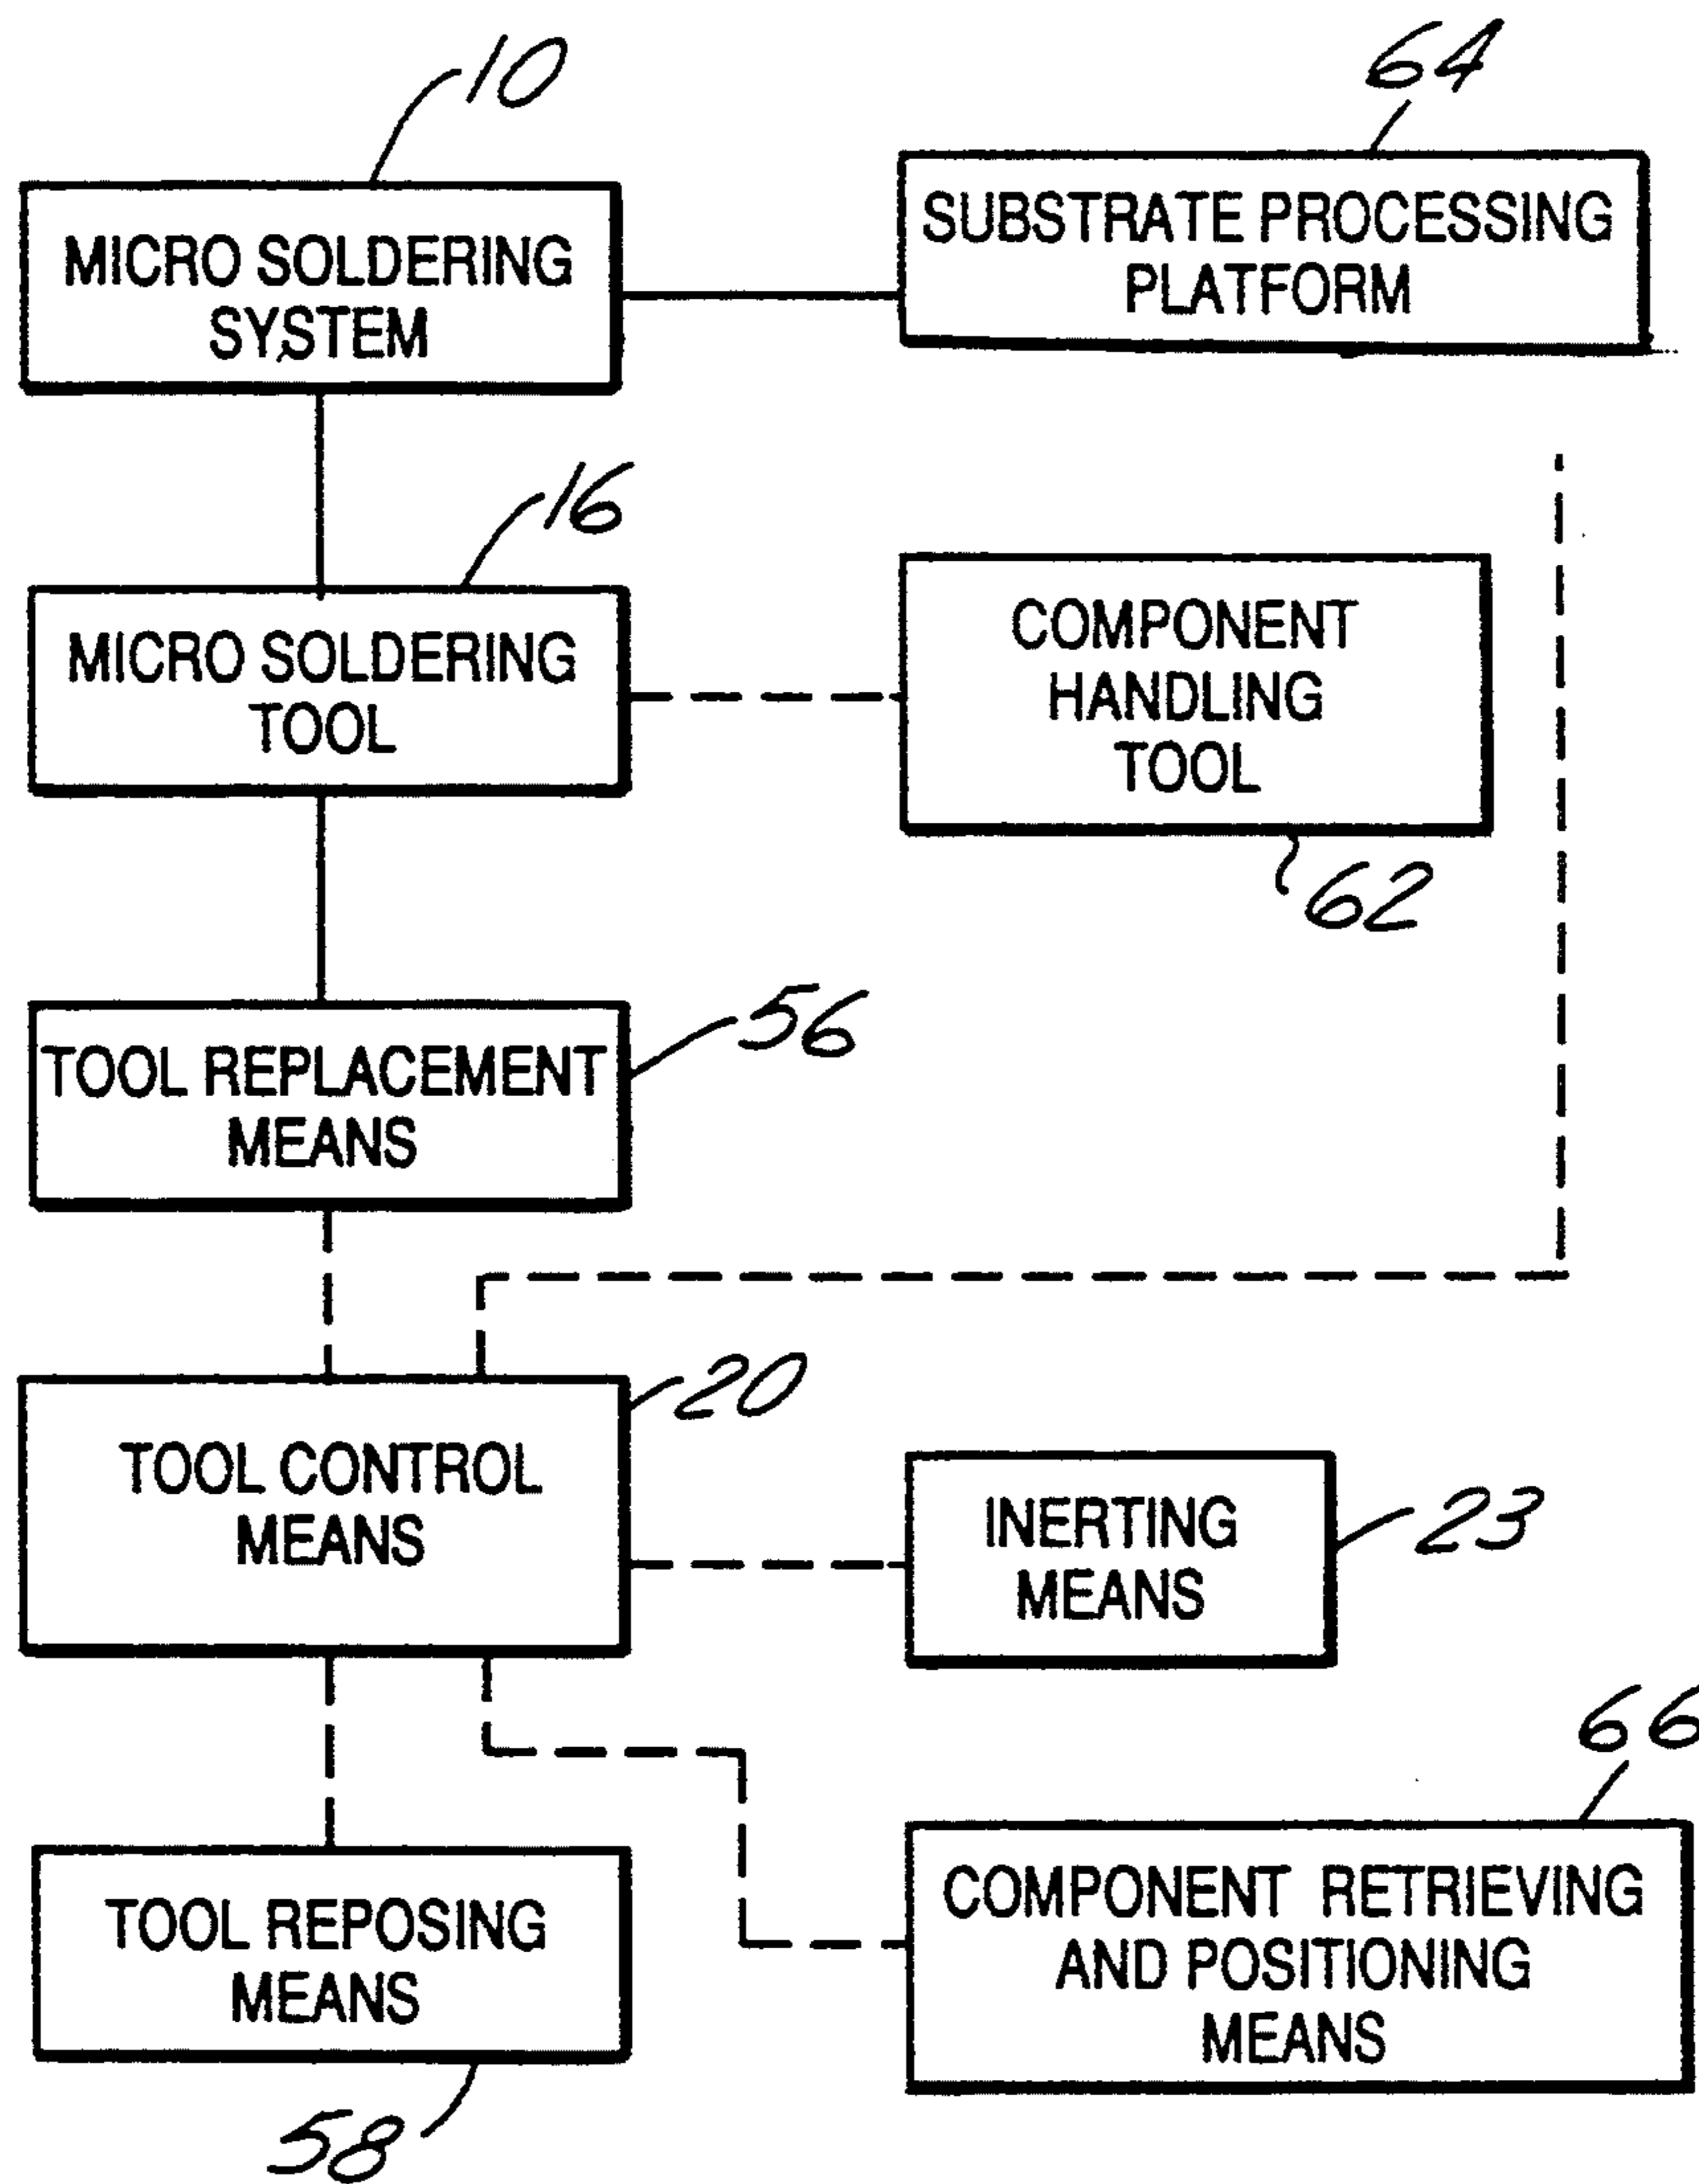 10
64
MICRO SOLDERING
SYSTEM
SUBSTRATE PROCESSING
PLATFORM
16
MICRO SOLDERING
TOOL
COMPONENT
HANDLING
TOOL
62
56
TOOL REPLACEMENT
MEANS
20
TOOL CONTROL
MEANS
INERTING
MEANS
23
66
TOOL REPOSING
MEANS
COMPONENT RETRIEVING
AND POSITIONING
MEANS
58